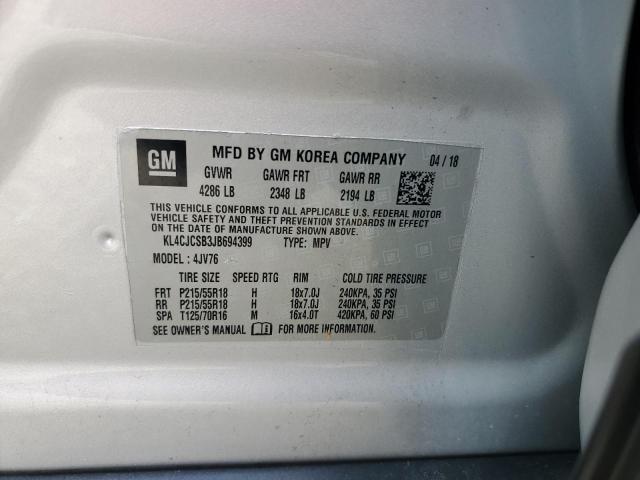 GM MFD BY GM KOREA COMPANY 04/18
GVWR GAWR FRT GAWR RR
4286 LB 2348 LB 2194 LB
THIS VEHICLE CONFORMS TO ALL APPLICABLE U.S. FEDERAL MOTOR
VEHICLE SAFETY AND THEFT PREVENTION STANDARDS IN EFFECT
ON THE DATE OF MANUFACTURE SHOWN ABOVE.
KL4CJCSB3JB694399 TYPE: MPV
MODEL: 4JV76
TIRE SIZE SPEED RTG RIM COLD TIRE PRESSURE
FRT P215/55R18 H 18x7.0J 240KPA, 35 PSI
RR P215/55R18 H 18x7.0J 240KPA, 35 PSI
SPA T125/70R16 M 16x4.0T 420KPA, 60 PSI
SEE OWNER'S MANUAL FOR MORE INFORMATION.